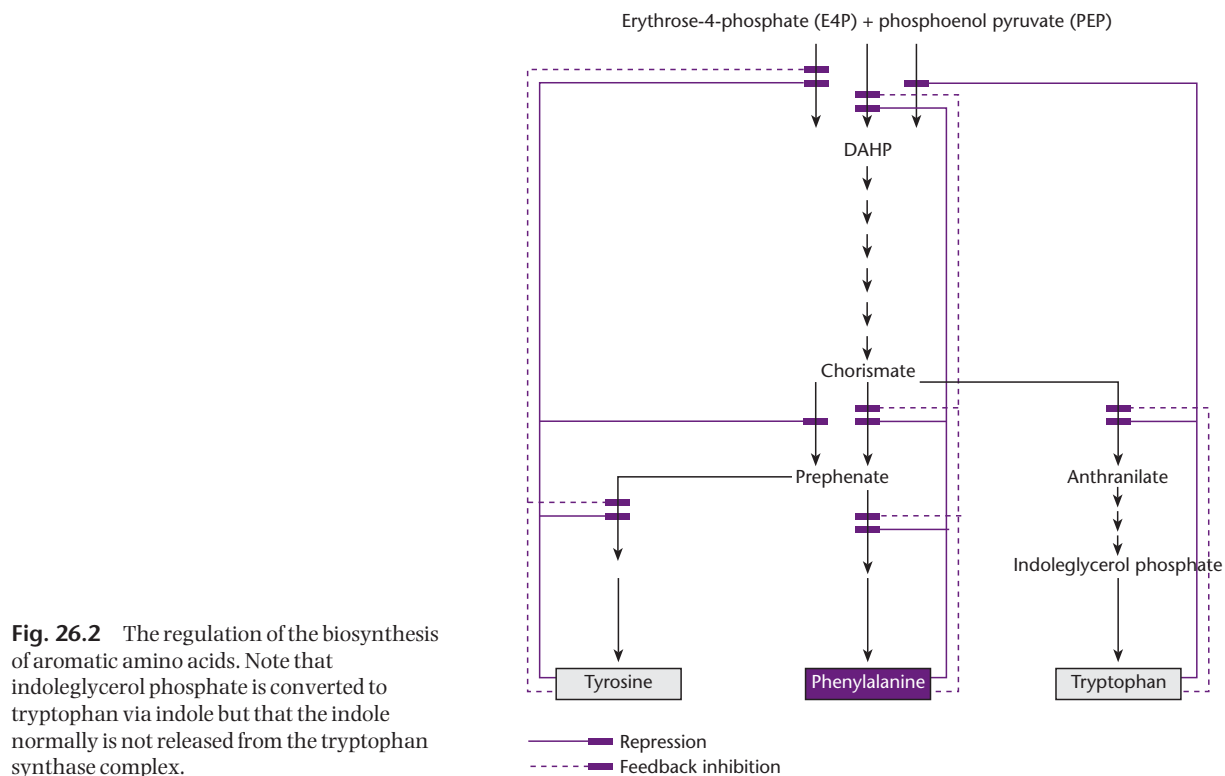 Erythrose-4-phosphate (E4P) + phosphoenol pyruvate (PEP)
DAHP
Chorismate
Prephenate
Anthranilate
Indoleglycerol phosphate
Tyrosine
Phenylalanine
Tryptophan
Repression
Feedback inhibition
Fig. 26.2 The regulation of the biosynthesis
of aromatic amino acids. Note that
indoleglycerol phosphate is converted to
tryptophan via indole but that the indole
normally is not released from the tryptophan
synthase complex.